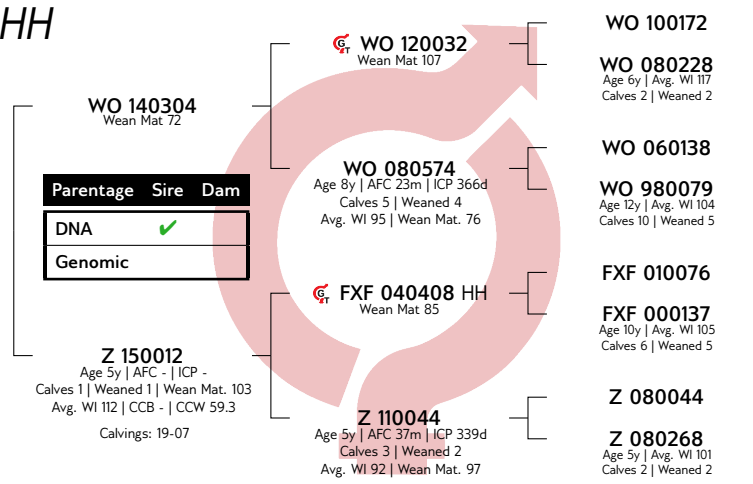 HH
WO 140304
Wean Mat 72
Parentage Sire Dam
DNA ✔
Genomic
Z 150012
Age 5y | AFC - | ICP -
Calves 1 | Weaned 1 | Wean Mat. 103
Avg. WI 112 | CCB - | CCW 59.3
Calvings: 19-07
GT WO 120032
Wean Mat 107
WO 080574
Age 8y | AFC 23m | ICP 366d
Calves 5 | Weaned 4
Avg. WI 95 | Wean Mat. 76
GT FXF 040408 HH
Wean Mat 85
Z 110044
Age 5y | AFC 37m | ICP 339d
Calves 3 | Weaned 2
Avg. WI 92 | Wean Mat. 97
WO 100172
WO 080228
Age 6y | Avg. WI 117
Calves 2 | Weaned 2
WO 060138
WO 980079
Age 12y | Avg. WI 104
Calves 10 | Weaned 5
FXF 010076
FXF 000137
Age 10y | Avg. WI 105
Calves 6 | Weaned 5
Z 080044
Z 080268
Age 5y | Avg. WI 101
Calves 2 | Weaned 2